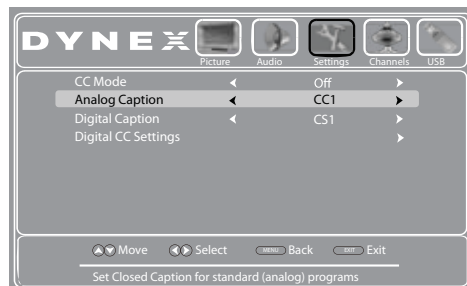 DYNEX
Picture Audio Settings Channels USB
CC Mode Off
Analog Caption CC1
Digital Caption CS1
Digital CC Settings
Move Select MENU Back EXIT Exit
Set Closed Caption for standard (analog) programs